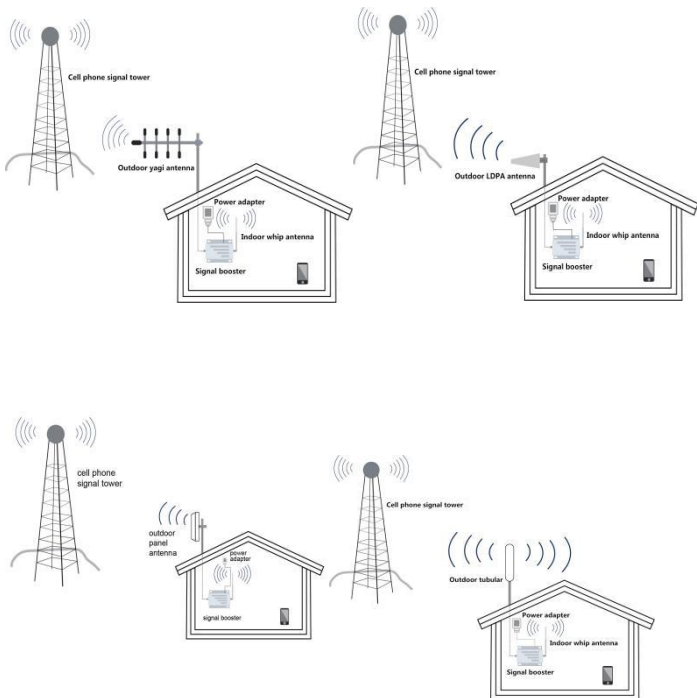 Cell phone signal tower
Outdoor yagi antenna
Power adapter
Indoor whip antenna
Signal booster
Cell phone signal tower
Outdoor LDPA antenna
Power adapter
Indoor whip antenna
Signal booster
cell phone
signal tower
outdoor
panel
antenna
power
adapter
signal booster
Cell phone signal tower
Outdoor tubular
Power adapter
Indoor whip antenna
Signal booster